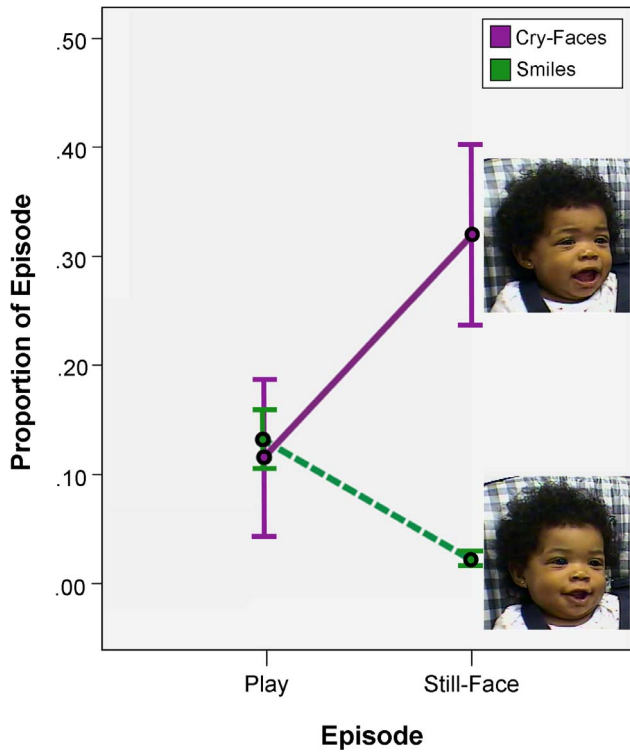 Cry-Faces
Smiles
.50
.40
.30
.20
.10
.00
Proportion of Episode
Play
Still-Face
Episode